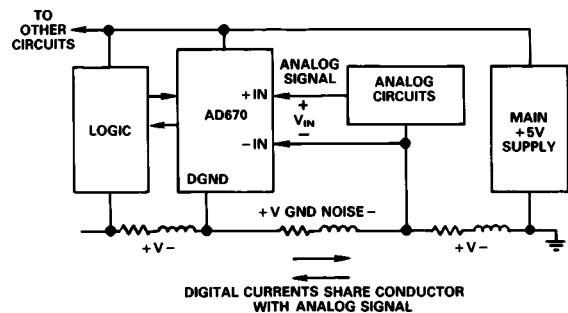 TO
OTHER
CIRCUITS
LOGIC
AD670
+ IN
- IN
DGND
ANALOG
SIGNAL
+
VIN
-
ANALOG
CIRCUITS
MAIN
+5V
SUPPLY
+V-
+V GND NOISE-
+V-
DIGITAL CURRENTS SHARE CONDUCTOR
WITH ANALOG SIGNAL